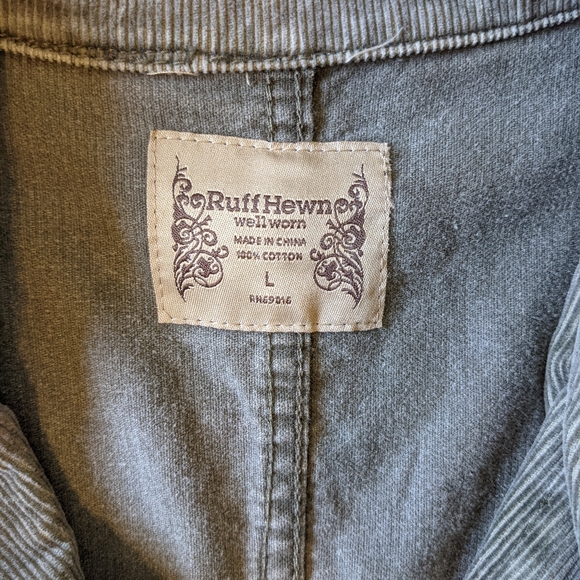 Ruff Hewn
well worn
MADE IN CHINA
100% COTTON
L
RN69816